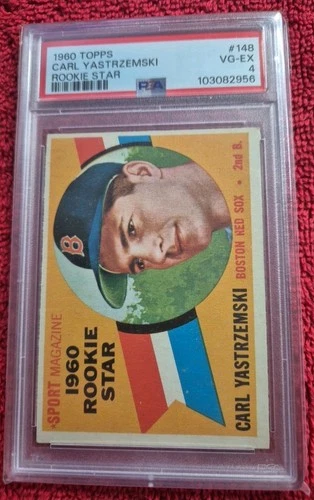 1960 TOPPS #148
CARL YASTRZEMSKI VG-EX
ROOKIE STAR 4
PSA 103082956
B
*SPORT MAGAZINE
1960
ROOKIE
STAR
CARL YASTRZEMSKI
BOSTON RED SOX * 2nd B.